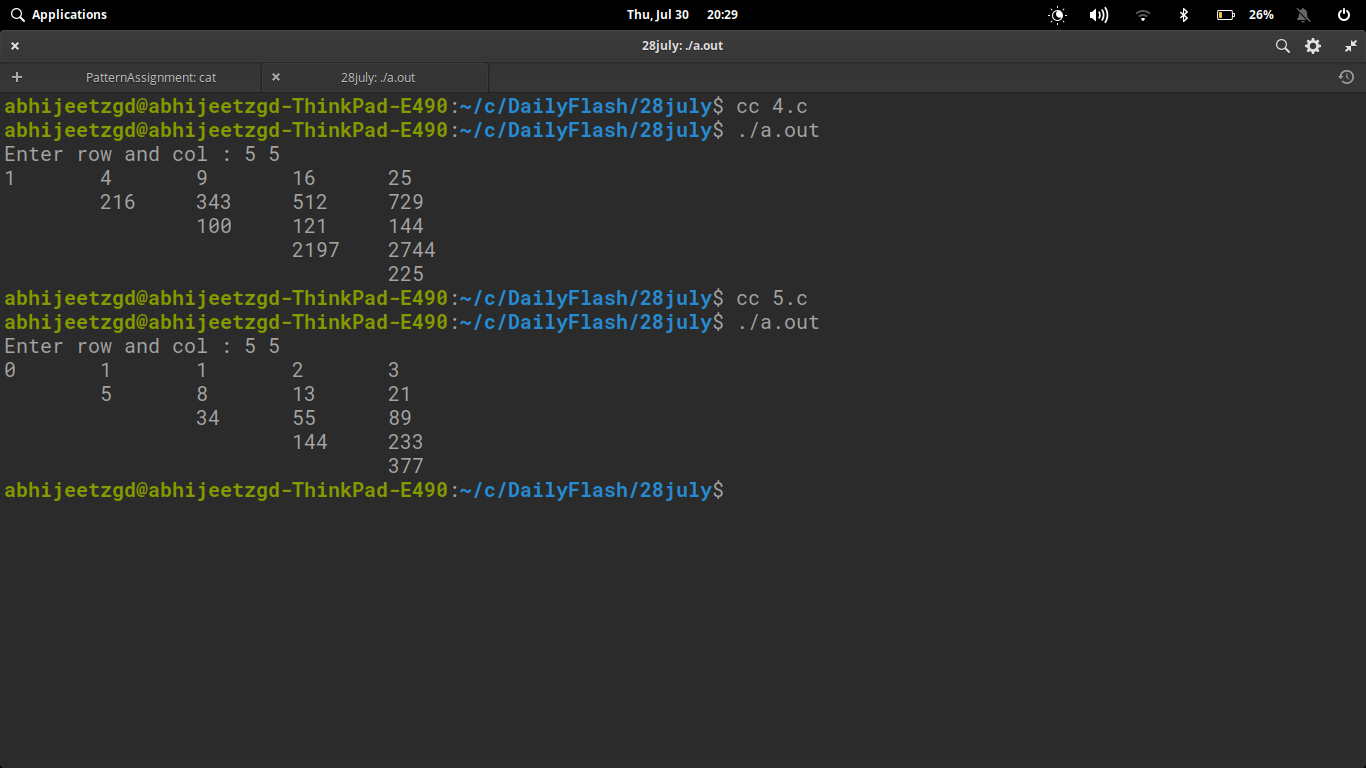 Applications Thu, Jul 30 20:29 26%
28july: ./a.out
PatternAssignment: cat 28july: ./a.out
abhijeetzgd@abhijeetzgd-ThinkPad-E490:~/c/DailyFlash/28july$ cc 4.c
abhijeetzgd@abhijeetzgd-ThinkPad-E490:~/c/DailyFlash/28july$ ./a.out
Enter row and col : 5 5
1 4 9 16 25
216 343 512 729
100 121 144
2197 2744
225
abhijeetzgd@abhijeetzgd-ThinkPad-E490:~/c/DailyFlash/28july$ cc 5.c
abhijeetzgd@abhijeetzgd-ThinkPad-E490:~/c/DailyFlash/28july$ ./a.out
Enter row and col : 5 5
0 1 1 2 3
5 8 13 21
34 55 89
144 233
377
abhijeetzgd@abhijeetzgd-ThinkPad-E490:~/c/DailyFlash/28july$